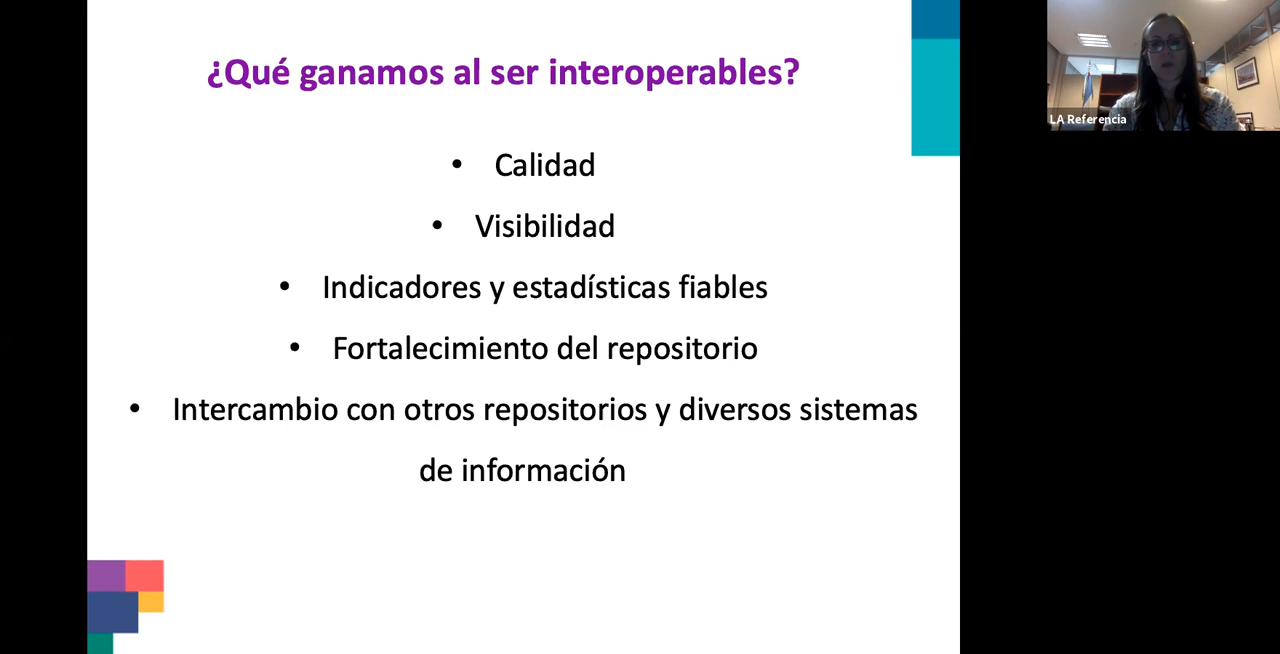 ¿Qué ganamos al ser interoperables?
• Calidad
• Visibilidad
• Indicadores y estadísticas fiables
• Fortalecimiento del repositorio
• Intercambio con otros repositorios y diversos sistemas
de información
LA Referencia